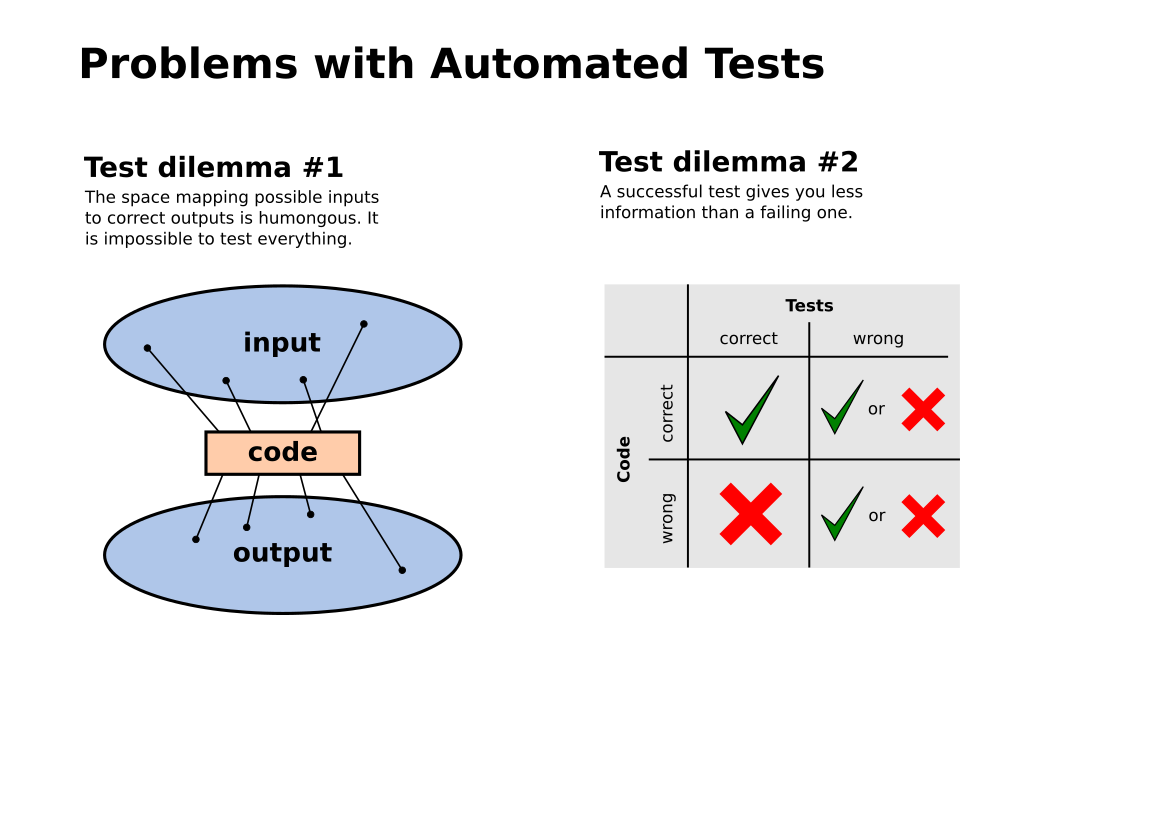 Problems with Automated Tests
Test dilemma #1
The space mapping possible inputs
to correct outputs is humongous. It
is impossible to test everything.
input
code
output
Test dilemma #2
A successful test gives you less
information than a failing one.
Tests
correct
wrong
Code
correct
or
wrong
or